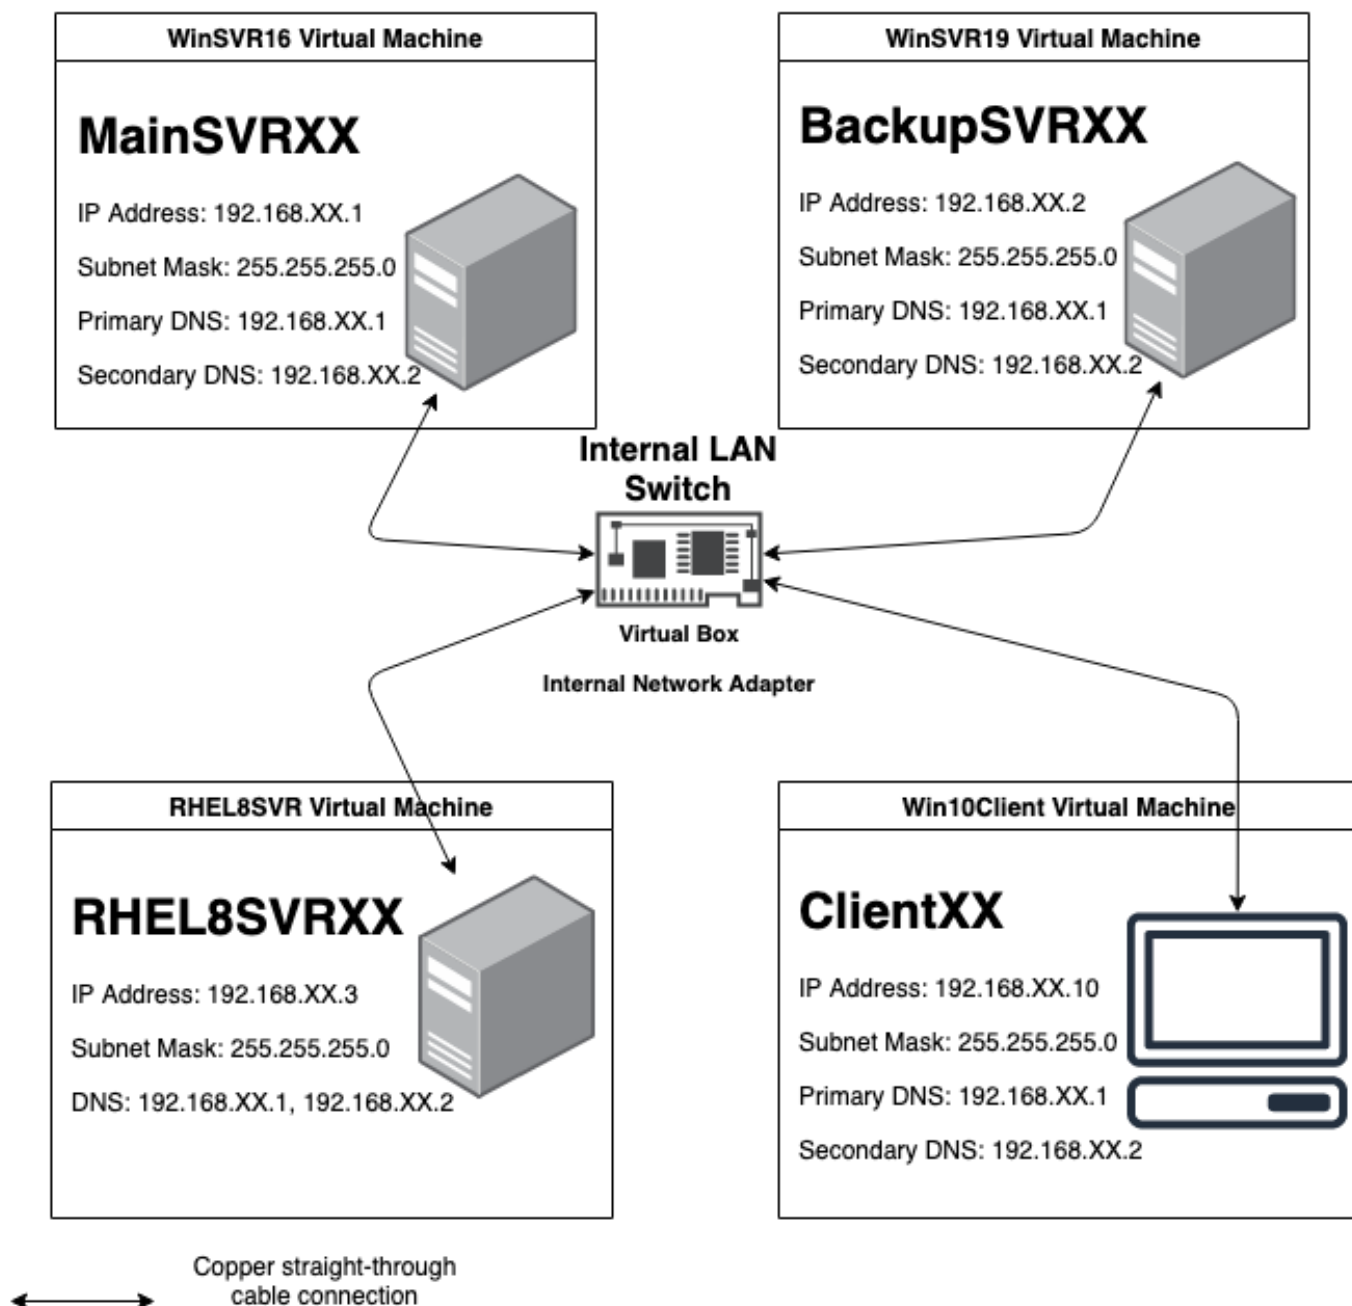 WinSVR16 Virtual Machine
MainSVRXX
IP Address: 192.168.XX.1
Subnet Mask: 255.255.255.0
Primary DNS: 192.168.XX.1
Secondary DNS: 192.168.XX.2
WinSVR19 Virtual Machine
BackupSVRXX
IP Address: 192.168.XX.2
Subnet Mask: 255.255.255.0
Primary DNS: 192.168.XX.1
Secondary DNS: 192.168.XX.2
Internal LAN
Switch
Virtual Box
Internal Network Adapter
RHEL8SVR Virtual Machine
RHEL8SVRXX
IP Address: 192.168.XX.3
Subnet Mask: 255.255.255.0
DNS: 192.168.XX.1, 192.168.XX.2
Win10Client Virtual Machine
ClientXX
IP Address: 192.168.XX.10
Subnet Mask: 255.255.255.0
Primary DNS: 192.168.XX.1
Secondary DNS: 192.168.XX.2
Copper straight-through
cable connection